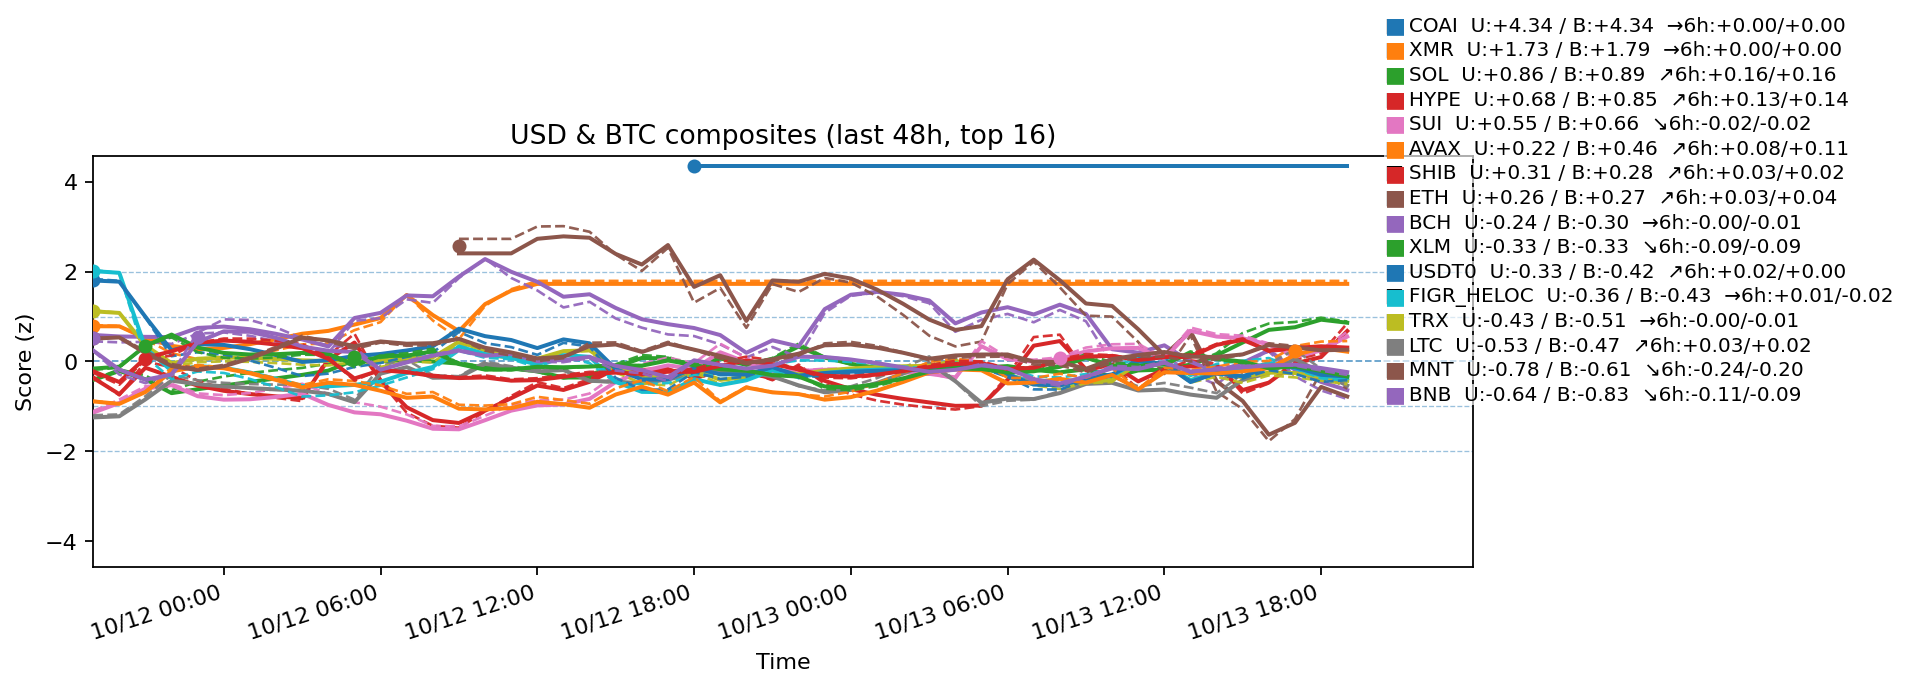 COAI U:+4.34 / B:+4.34 →6h:+0.00/+0.00
XMR U:+1.73 / B:+1.79 →6h:+0.00/+0.00
SOL U:+0.86 / B:+0.89 ↗6h:+0.16/+0.16
HYPE U:+0.68 / B:+0.85 ↗6h:+0.13/+0.14
SUI U:+0.55 / B:+0.66 ↘6h:-0.02/-0.02
AVAX U:+0.22 / B:+0.46 ↗6h:+0.08/+0.11
SHIB U:+0.31 / B:+0.28 ↗6h:+0.03/+0.02
ETH U:+0.26 / B:+0.27 ↗6h:+0.03/+0.04
BCH U:-0.24 / B:-0.30 →6h:-0.00/-0.01
XLM U:-0.33 / B:-0.33 ↘6h:-0.09/-0.09
USDT0 U:-0.33 / B:-0.42 ↗6h:+0.02/+0.00
FIGR_HELOC U:-0.36 / B:-0.43 →6h:+0.01/-0.02
TRX U:-0.43 / B:-0.51 →6h:-0.00/-0.01
LTC U:-0.53 / B:-0.47 ↗6h:+0.03/+0.02
MNT U:-0.78 / B:-0.61 ↘6h:-0.24/-0.20
BNB U:-0.64 / B:-0.83 ↘6h:-0.11/-0.09
USD & BTC composites (last 48h, top 16)
Score (z)
4
2
0
−2
−4
10/12 00:00
10/12 06:00
10/12 12:00
10/12 18:00
10/13 00:00
10/13 06:00
10/13 12:00
10/13 18:00
Time